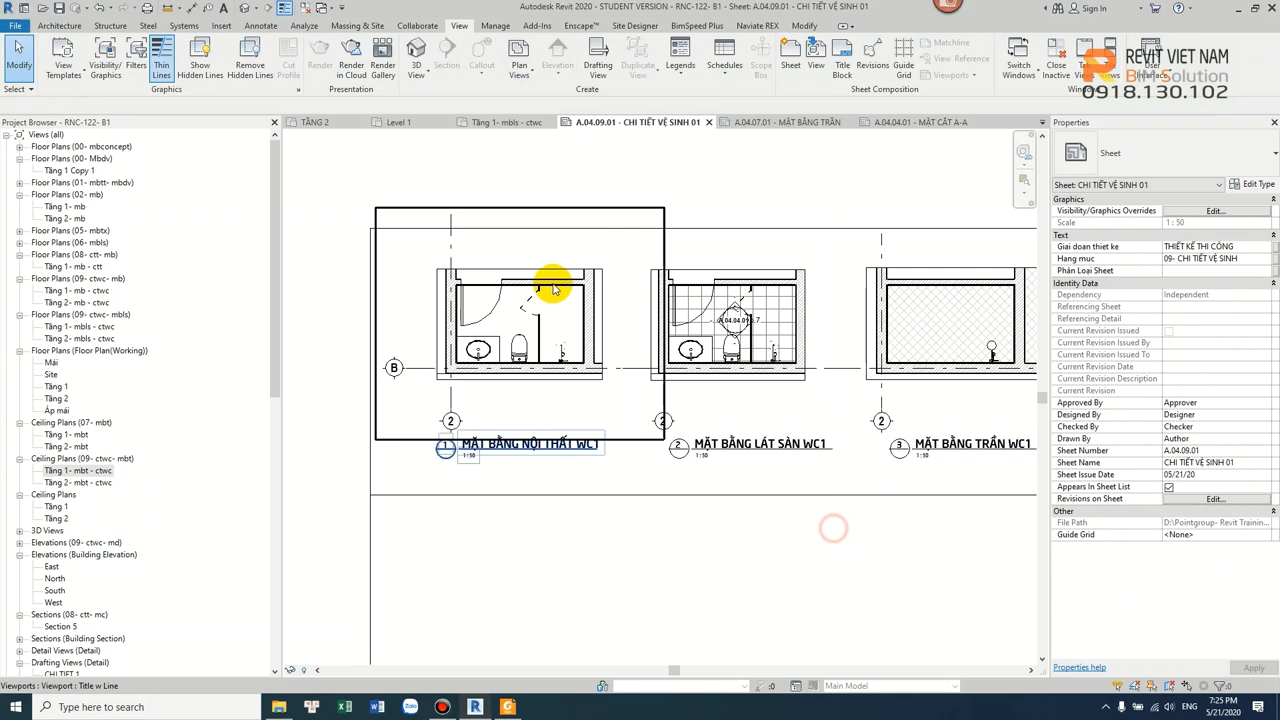 Autodesk Revit 2020 - STUDENT VERSION - RNC-122- B1 - Sheet: A.04.09.01 - CHI TIẾT VỆ SINH 01
Sign In
File Architecture Structure Steel Systems Insert Annotate Analyze Massing & Site Collaborate View Manage Add-Ins Enscape™ Site Designer BimSpeed Plus Naviate REX Modify
Modify
View Templates
Visibility/ Graphics
Filters
Thin Lines
Show Hidden Lines
Remove Hidden Lines
Cut Profile
Render
Render in Cloud
Render Gallery
3D View
Section
Callout
Plan Views
Elevation
Drafting View
Duplicate View
Legends
Schedules
Scope Box
Sheet
View
Title Block
Revisions
Guide Grid
Matchline
View Reference
Viewports
Switch Windows
Close Inactive
User
REVIT VIET NAM
BIM Solution
0918.130.102
Select
Graphics
Presentation
Create
Sheet Composition
Project Browser - RNC-122- B1
TẦNG 2
Level 1
Tầng 1- mbls - ctwc
A.04.09.01 - CHI TIẾT VỆ SINH 01
A.04.07.01 - MẶT BẰNG TRẦN
A.04.04.01 - MẶT CẮT A-A
Properties
Views (all)
Floor Plans (00- mbconcept)
Floor Plans (00- Mbdv)
Tầng 1 Copy 1
Floor Plans (01- mbtt- mbdv)
Floor Plans (02- mb)
Tầng 1- mb
Tầng 2- mb
Floor Plans (05- mbtx)
Floor Plans (06- mbls)
Floor Plans (08- ctt- mb)
Tầng 1- mb - ctt
Floor Plans (09- ctwc- mb)
Tầng 1- mb - ctwc
Tầng 2- mb - ctwc
Floor Plans (09- ctwc- mbls)
Tầng 1- mbls - ctwc
Tầng 2- mbls - ctwc
Floor Plans (Floor Plan(Working))
Mái
Site
Tầng 1
Tầng 2
Áp mái
Ceiling Plans (07- mbt)
Tầng 1- mbt
Tầng 2- mbt
Ceiling Plans (09- ctwc- mbt)
Tầng 1- mbt - ctwc
Tầng 2- mbt - ctwc
Ceiling Plans
Tầng 1
Tầng 2
3D Views
Elevations (09- ctwc- md)
Elevations (Building Elevation)
East
North
South
West
Sections (08- ctt- mc)
Section 5
Sections (Building Section)
Detail Views (Detail)
Drafting Views (Detail)
CHI TIET 1
B
2
1
MẶT BẰNG NỘI THẤT WC1
1:50
2
2
MẶT BẰNG LÁT SÀN WC1
1:50
2
3
MẶT BẰNG TRẦN WC1
1:50
Sheet
Sheet: CHI TIẾT VỆ SINH 01
Edit Type
Graphics
Visibility/Graphics Overrides Edit...
Scale 1 : 50
Text
Giai doan thiet ke THIẾT KẾ THI CÔNG
Hang muc 09- CHI TIẾT VỆ SINH
Phân Loại Sheet
Identity Data
Dependency Independent
Referencing Sheet
Referencing Detail
Current Revision Issued
Current Revision Issued By
Current Revision Issued To
Current Revision Date
Current Revision Description
Current Revision
Approved By Approver
Designed By Designer
Checked By Checker
Drawn By Author
Sheet Number A.04.09.01
Sheet Name CHI TIẾT VỆ SINH 01
Sheet Issue Date 05/21/20
Appears In Sheet List
Revisions on Sheet Edit...
Other
File Path D:\Pointgroup- Revit Trainin...
Guide Grid <None>
Properties help
Apply
Viewports : Viewport : Title w Line
:0
Main Model
:0
Type here to search
ENG
7:25 PM
5/21/2020